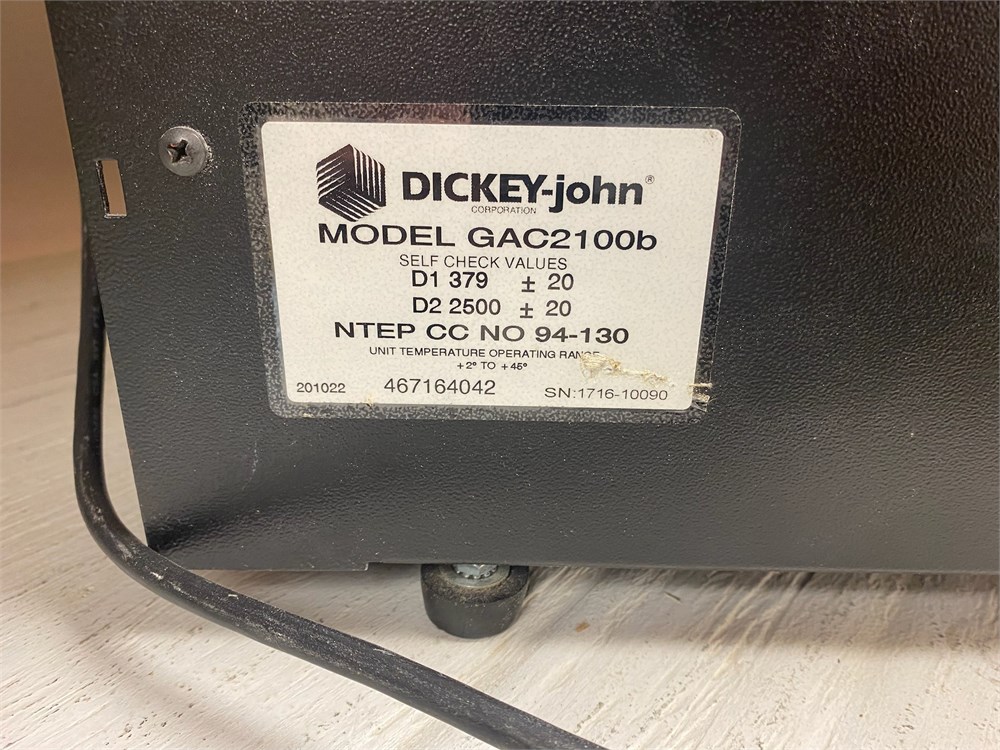 DICKEY-john®
CORPORATION
MODEL GAC2100b
SELF CHECK VALUES
D1 379 ± 20
D2 2500 ± 20
NTEP CC NO 94-130
UNIT TEMPERATURE OPERATING
+2° TO +45°
201022 467164042 SN:1716-10090